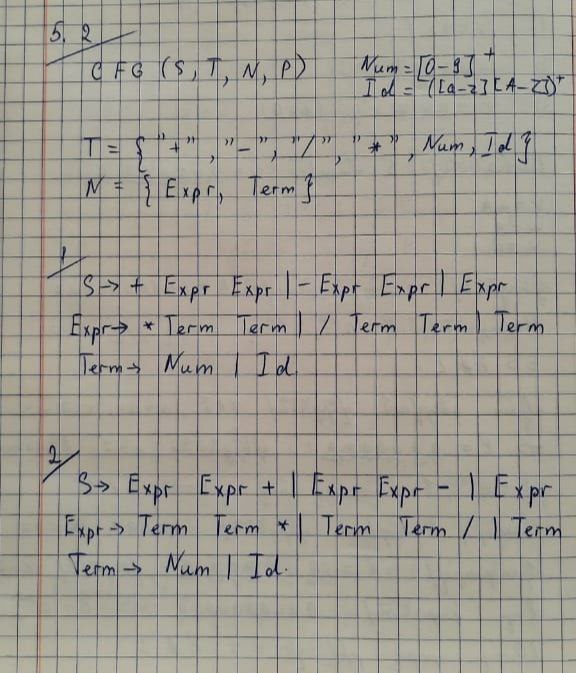 5. 2
CFG (S, T, N, P)
Num = [0-9]⁺
Id = ([a-z][A-Z])⁺
T = { "+", "-", "/", "*", Num, Id }
N = { Expr, Term }
1
S → + Expr Expr | - Expr Expr | Expr
Expr → * Term Term | / Term Term | Term
Term → Num | Id.
2
S → Expr Expr + | Expr Expr - | Expr
Expr → Term Term * | Term Term / | Term
Term → Num | Id.